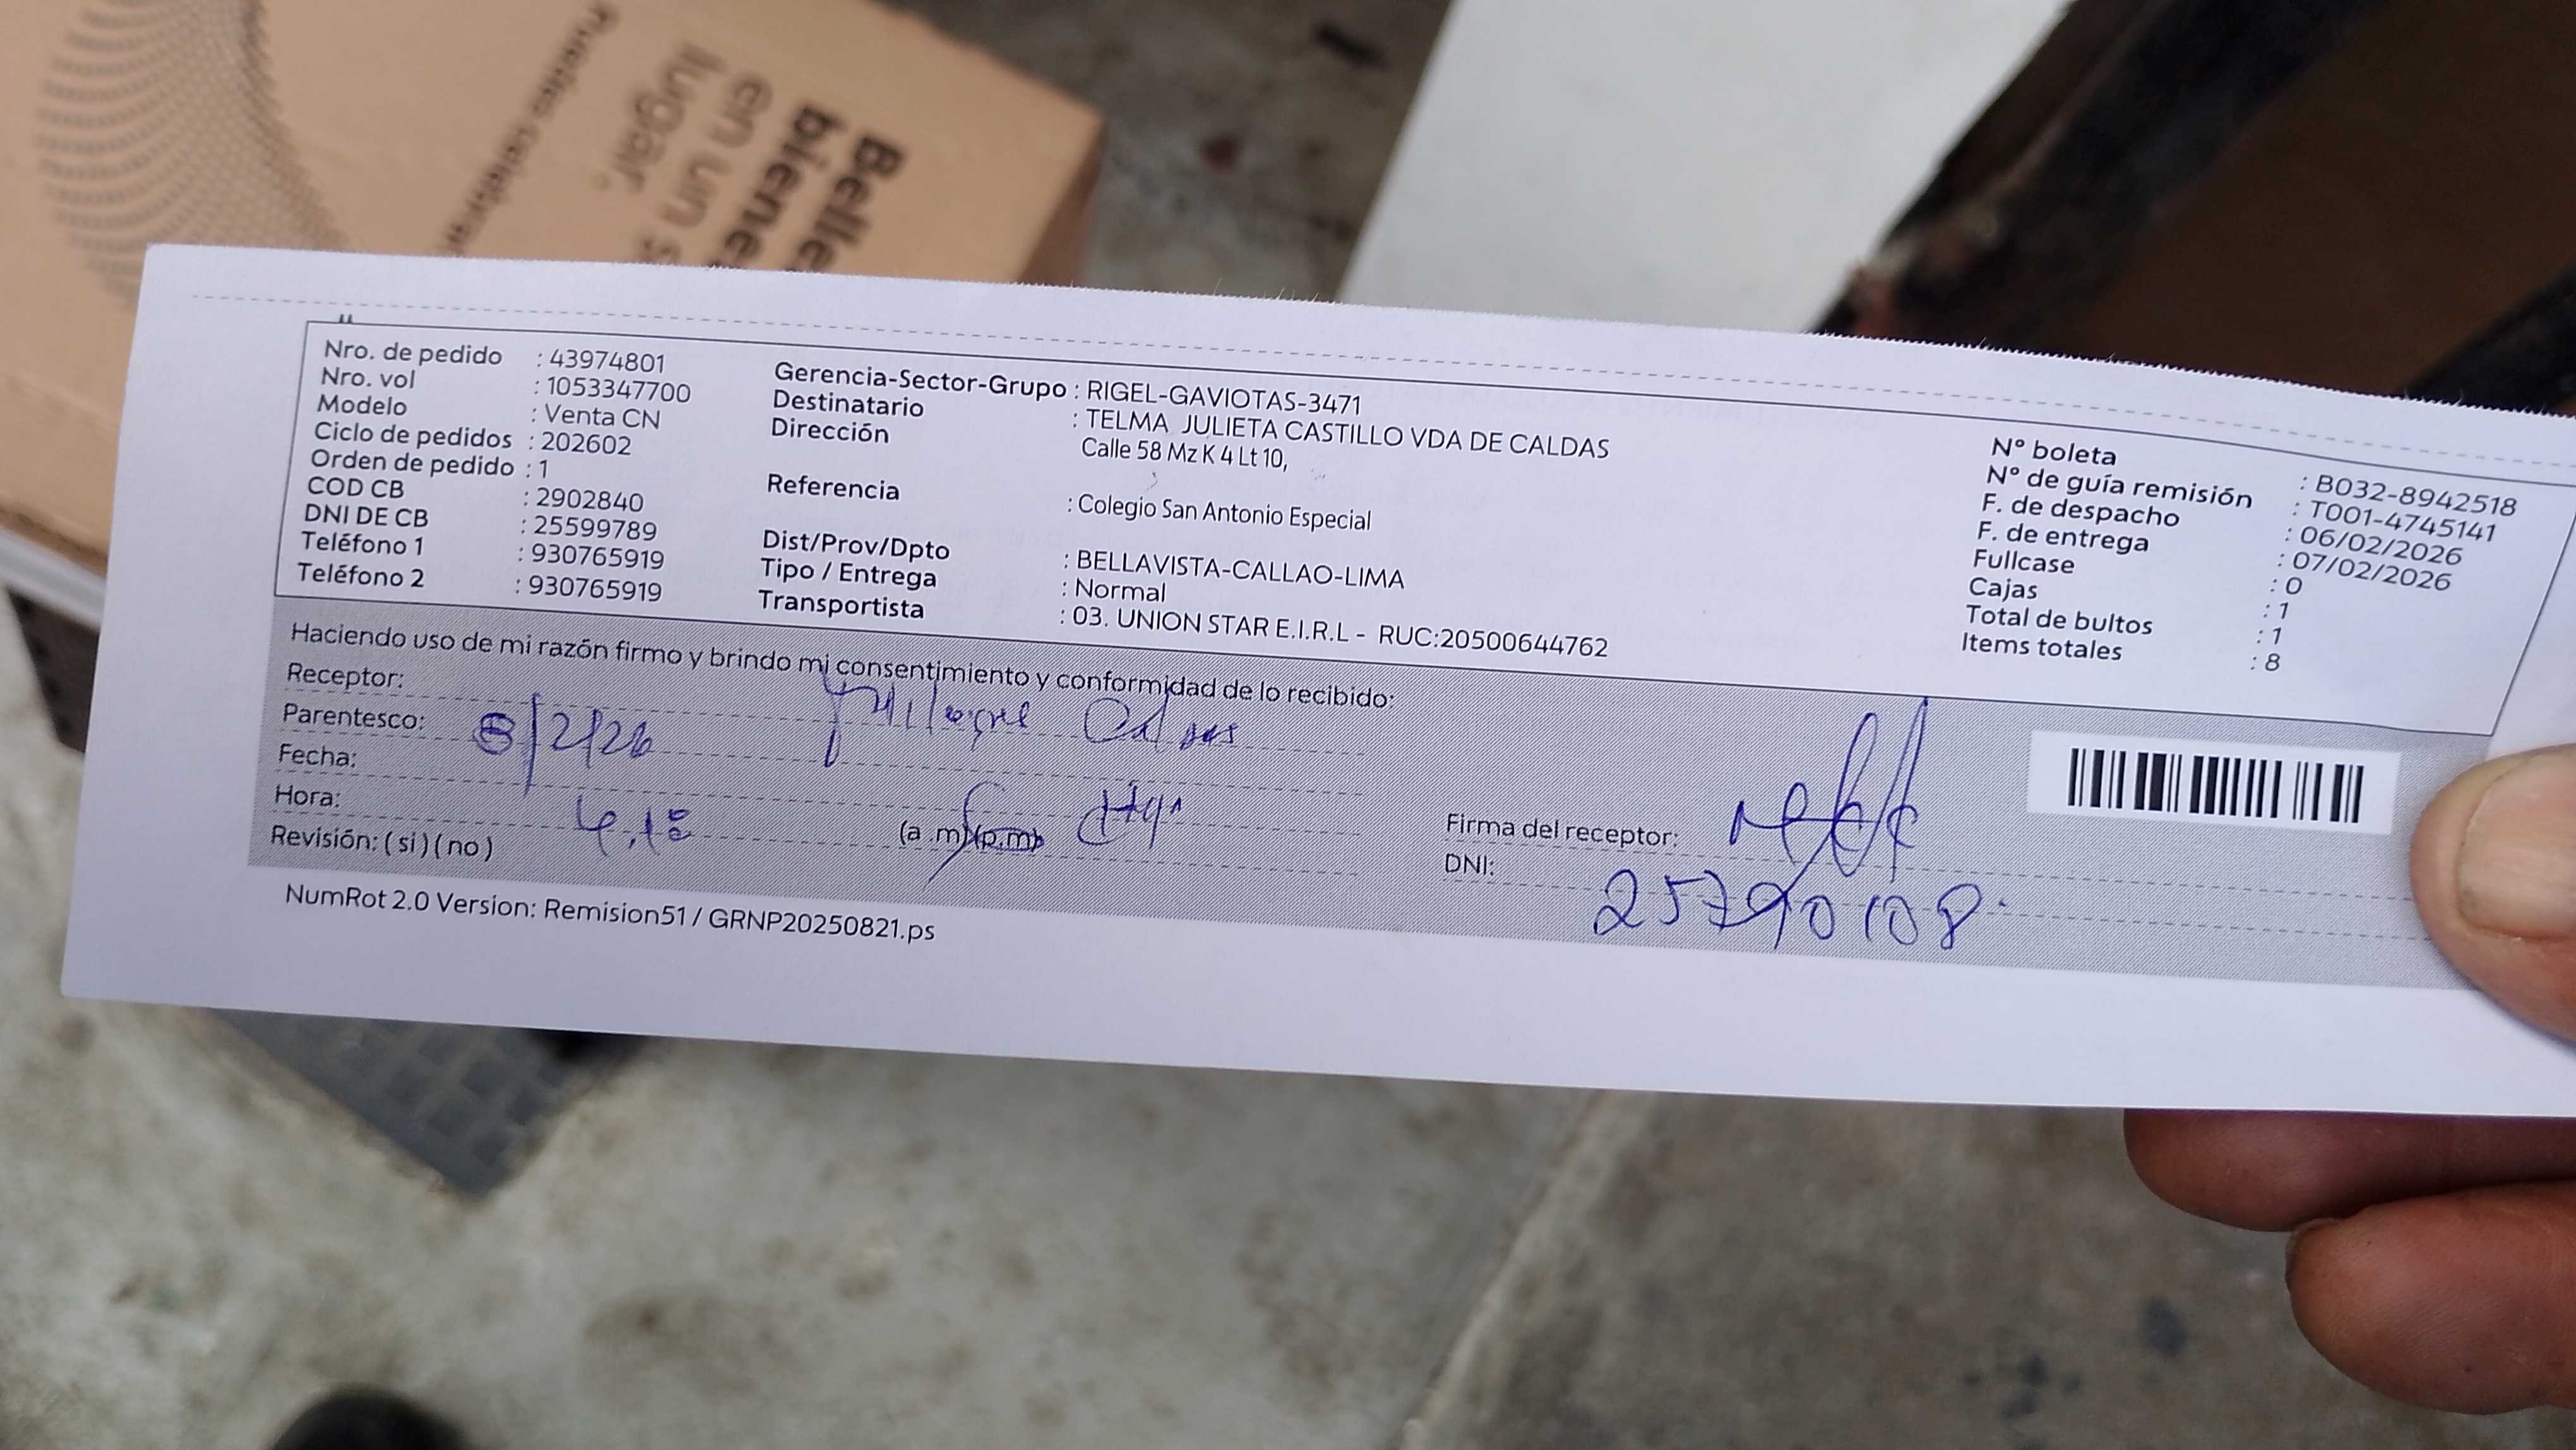 Belle
bienes
en un s
lugar.
Puedes celebrar
Nro. de pedido : 43974801
Nro. vol : 1053347700
Modelo : Venta CN
Ciclo de pedidos : 202602
Orden de pedido : 1
COD CB : 2902840
DNI DE CB : 25599789
Teléfono 1 : 930765919
Teléfono 2 : 930765919
Gerencia-Sector-Grupo : RIGEL-GAVIOTAS-3471
Destinatario : TELMA JULIETA CASTILLO VDA DE CALDAS
Dirección Calle 58 Mz K 4 Lt 10,
Referencia : Colegio San Antonio Especial
Dist/Prov/Dpto : BELLAVISTA-CALLAO-LIMA
Tipo / Entrega : Normal
Transportista : 03. UNION STAR E.I.R.L - RUC:20500644762
N° boleta : B032-8942518
N° de guía remisión : T001-4745141
F. de despacho : 06/02/2026
F. de entrega : 07/02/2026
Fullcase : 0
Cajas : 1
Total de bultos : 1
Items totales : 8
Haciendo uso de mi razón firmo y brindo mi consentimiento y conformidad de lo recibido:
Receptor:
Parentesco: 8/2/26
Fecha:
Hora: (a .m)(p.m)
Revisión: ( si ) ( no )
Firma del receptor:
DNI: 25790108
NumRot 2.0 Version: Remision51 / GRNP20250821.ps